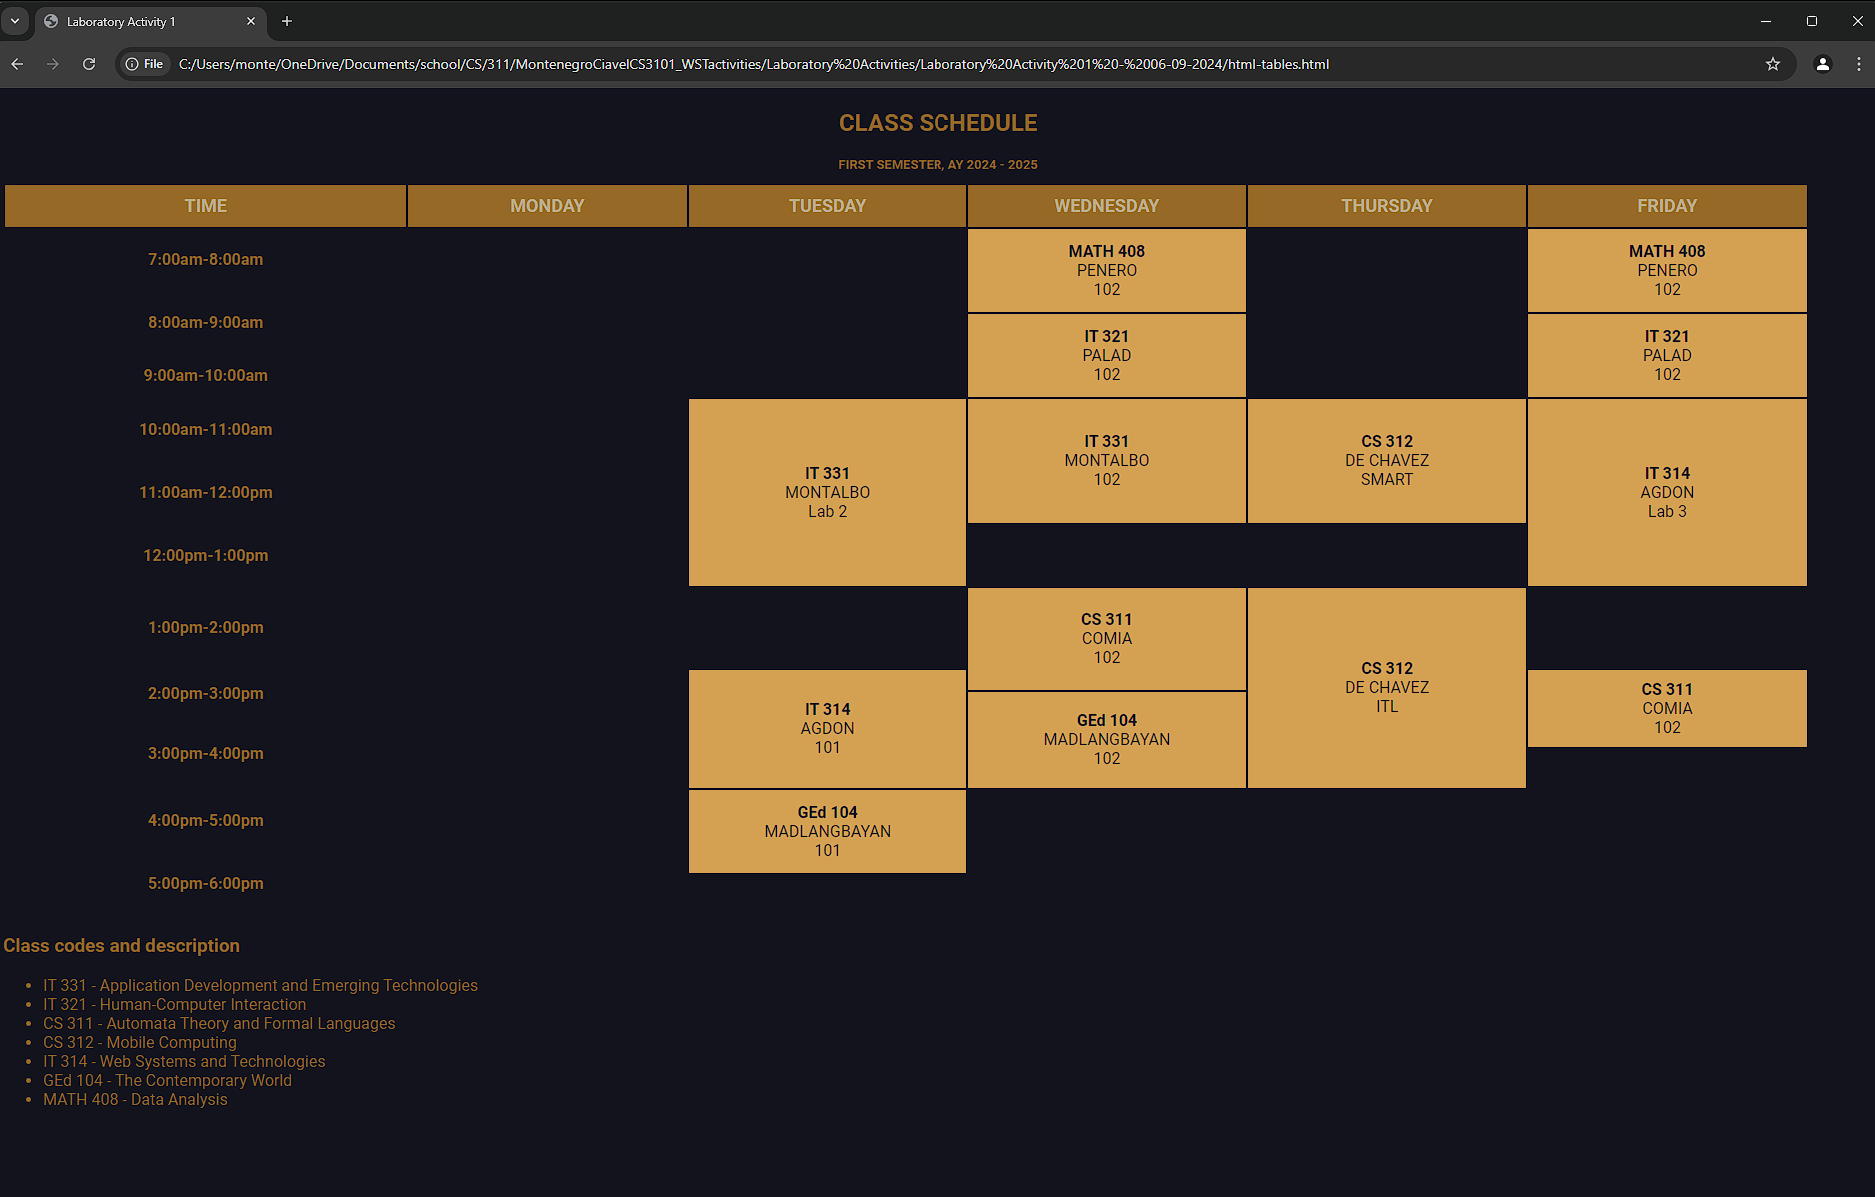 Laboratory Activity 1
File
C:/Users/monte/OneDrive/Documents/school/CS/311/MontenegroCiavelCS3101_WSTactivities/Laboratory%20Activities/Laboratory%20Activity%201%20-%2006-09-2024/html-tables.html
CLASS SCHEDULE
FIRST SEMESTER, AY 2024 - 2025
TIME MONDAY TUESDAY WEDNESDAY THURSDAY FRIDAY
7:00am-8:00am
MATH 408
PENERO
102
MATH 408
PENERO
102
8:00am-9:00am
IT 321
PALAD
102
IT 321
PALAD
102
9:00am-10:00am
10:00am-11:00am
IT 331
MONTALBO
Lab 2
IT 331
MONTALBO
102
CS 312
DE CHAVEZ
SMART
IT 314
AGDON
Lab 3
11:00am-12:00pm
12:00pm-1:00pm
1:00pm-2:00pm
CS 311
COMIA
102
CS 312
DE CHAVEZ
ITL
2:00pm-3:00pm
IT 314
AGDON
101
GEd 104
MADLANGBAYAN
102
CS 311
COMIA
102
3:00pm-4:00pm
4:00pm-5:00pm
GEd 104
MADLANGBAYAN
101
5:00pm-6:00pm
Class codes and description
• IT 331 - Application Development and Emerging Technologies
• IT 321 - Human-Computer Interaction
• CS 311 - Automata Theory and Formal Languages
• CS 312 - Mobile Computing
• IT 314 - Web Systems and Technologies
• GEd 104 - The Contemporary World
• MATH 408 - Data Analysis